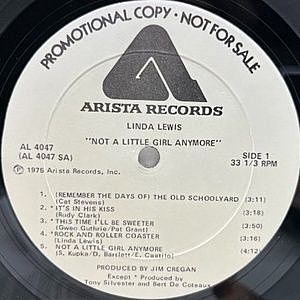 PROMOTIONAL COPY • NOT FOR SALE
ARISTA RECORDS
LINDA LEWIS
"NOT A LITTLE GIRL ANYMORE"
AL 4047
(AL 4047 SA)
SIDE 1
33 1/3 RPM
℗ 1975 Arista Records, Inc.
1. (REMEMBER THE DAYS OF) THE OLD SCHOOLYARD (3:11)
(Cat Stevens)
2. *IT'S IN HIS KISS (3:18)
(Rudy Clark)
3. *THIS TIME I'LL BE SWEETER (3:50)
(Gwen Guthrie/Pat Grant)
4. *ROCK AND ROLLER COASTER (3:16)
(Linda Lewis)
5. NOT A LITTLE GIRL ANYMORE (4:12)
(S. Kupka/D. Barslett/E. Castillo)
PRODUCED BY JIM CREGAN
Except * Produced by
Tony Silvester and Bert De Coteaux